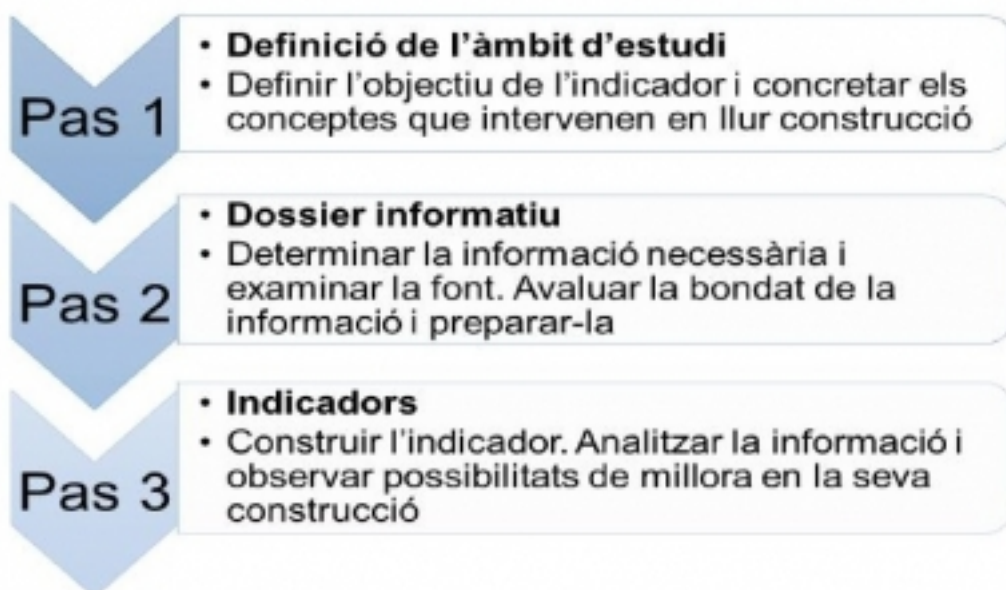 Pas 1
• Definició de l'àmbit d'estudi
• Definir l'objectiu de l'indicador i concretar els
conceptes que intervenen en llur construcció
Pas 2
• Dossier informatiu
• Determinar la informació necessària i
examinar la font. Avaluar la bondat de la
informació i preparar-la
Pas 3
• Indicadors
• Construir l'indicador. Analitzar la informació i
observar possibilitats de millora en la seva
construcció